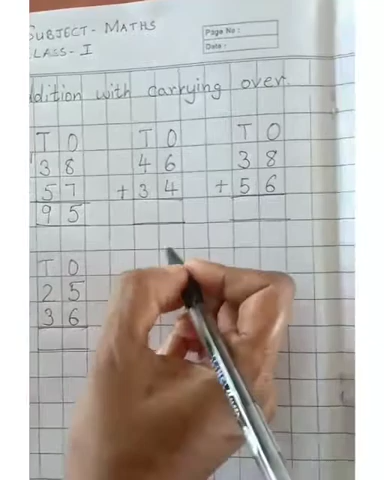 SUBJECT - MATHS
CLASS - I
Page No :
Date :
Addition with carrying over
T O
3 8
5 7
9 5
T O
4 6
+ 3 4
T O
3 8
+ 5 6
T O
2 5
3 6